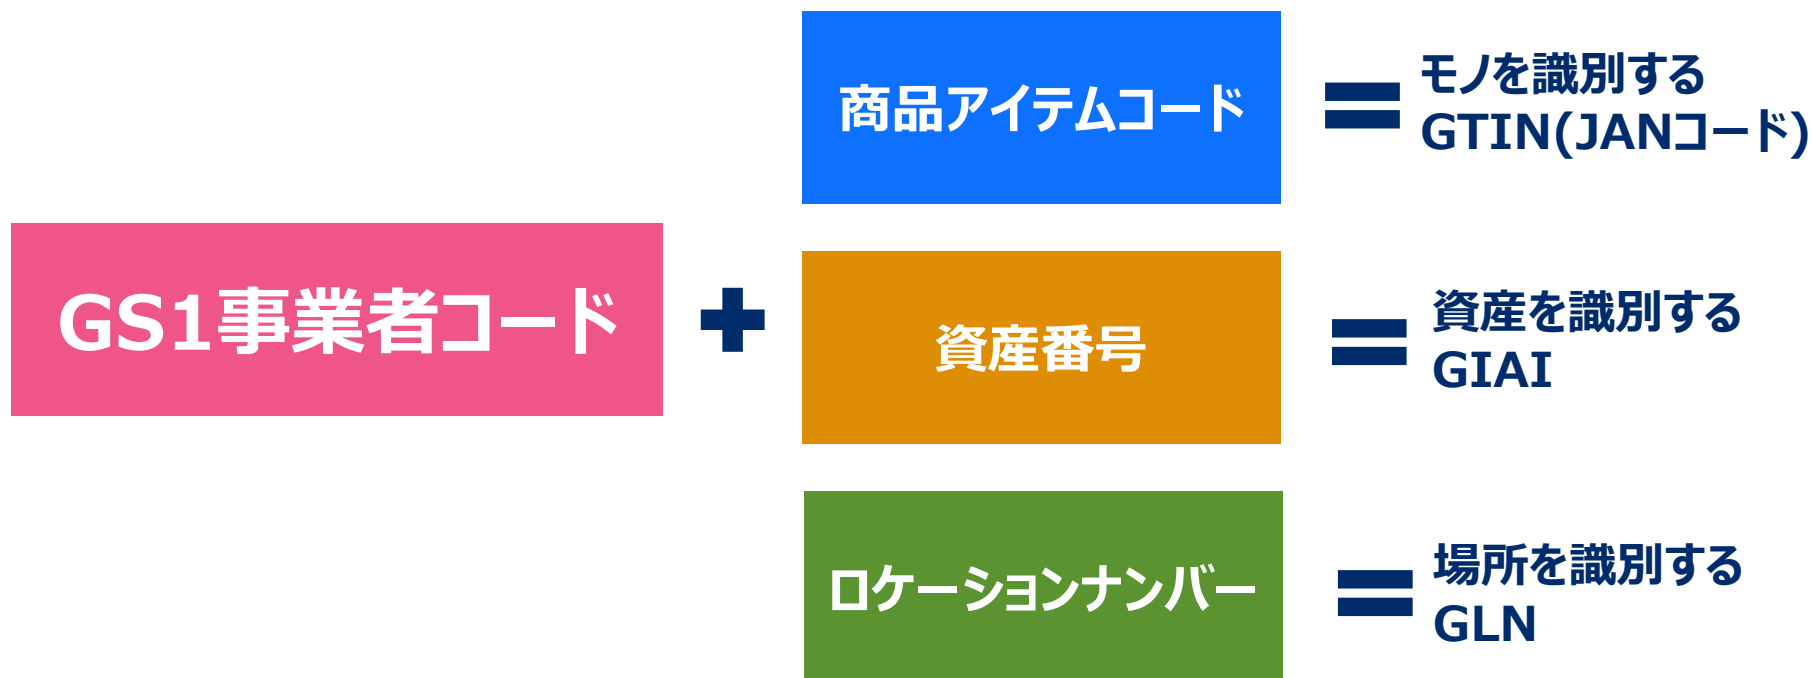 GS1事業者コード
商品アイテムコード
モノを識別する
GTIN(JANコード)
資産番号
資産を識別する
GIAI
ロケーションナンバー
場所を識別する
GLN